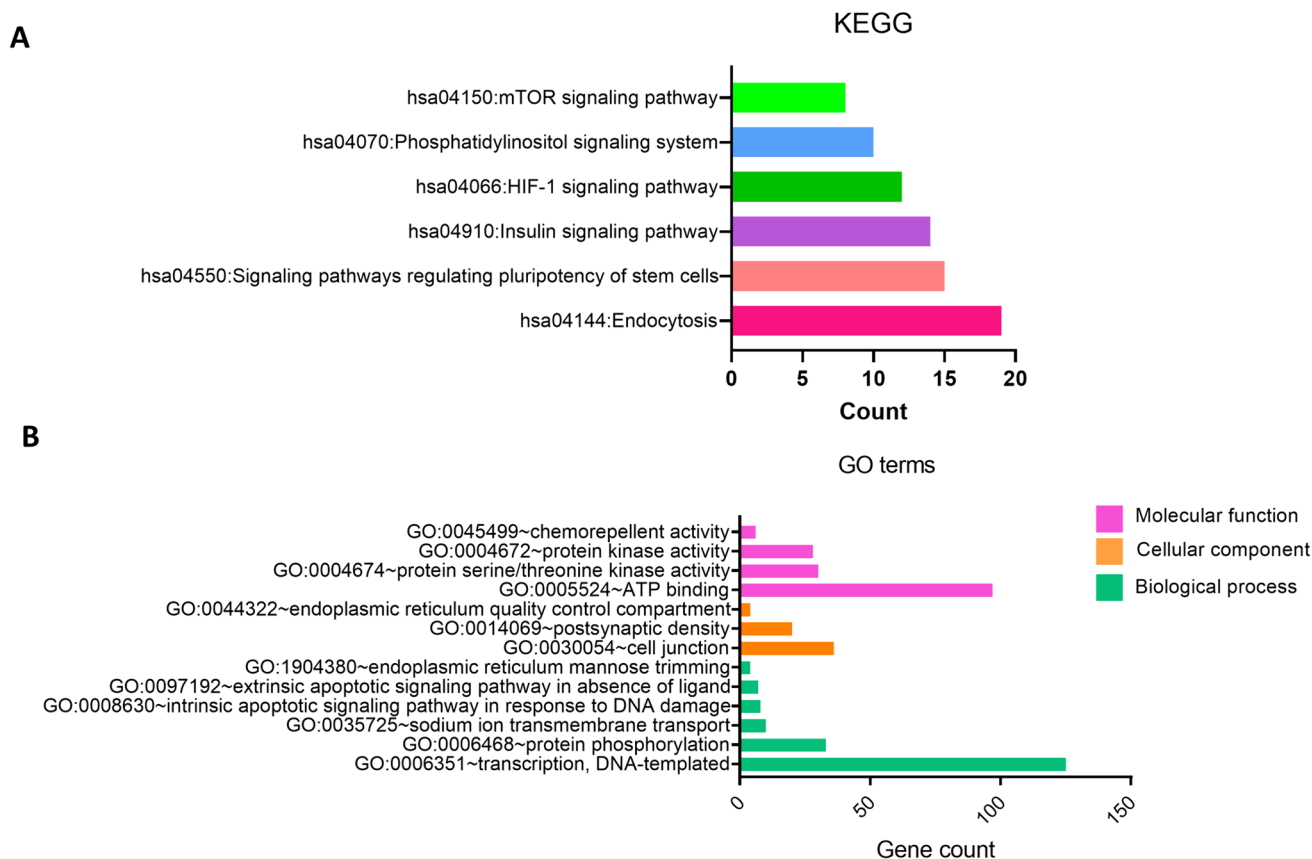 A
KEGG
hsa04150:mTOR signaling pathway
hsa04070:Phosphatidylinositol signaling system
hsa04066:HIF-1 signaling pathway
hsa04910:Insulin signaling pathway
hsa04550:Signaling pathways regulating pluripotency of stem cells
hsa04144:Endocytosis
0 5 10 15 20
Count
B
GO terms
GO:0045499~chemorepellent activity
GO:0004672~protein kinase activity
GO:0004674~protein serine/threonine kinase activity
GO:0005524~ATP binding
GO:0044322~endoplasmic reticulum quality control compartment
GO:0014069~postsynaptic density
GO:0030054~cell junction
GO:1904380~endoplasmic reticulum mannose trimming
GO:0097192~extrinsic apoptotic signaling pathway in absence of ligand
GO:0008630~intrinsic apoptotic signaling pathway in response to DNA damage
GO:0035725~sodium ion transmembrane transport
GO:0006468~protein phosphorylation
GO:0006351~transcription, DNA-templated
0 50 100 150
Gene count
Molecular function
Cellular component
Biological process